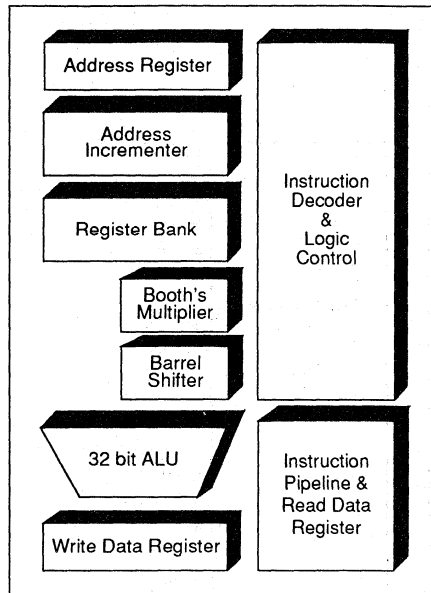 Address Register
Address
Incrementer
Register Bank
Booth's
Multiplier
Barrel
Shifter
32 bit ALU
Write Data Register
Instruction
Decoder
&
Logic
Control
Instruction
Pipeline &
Read Data
Register